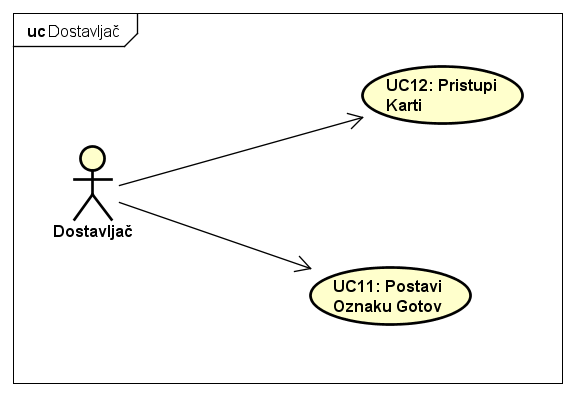 uc Dostavljač
UC12: Pristupi
Karti
Dostavljač
UC11: Postavi
Oznaku Gotov